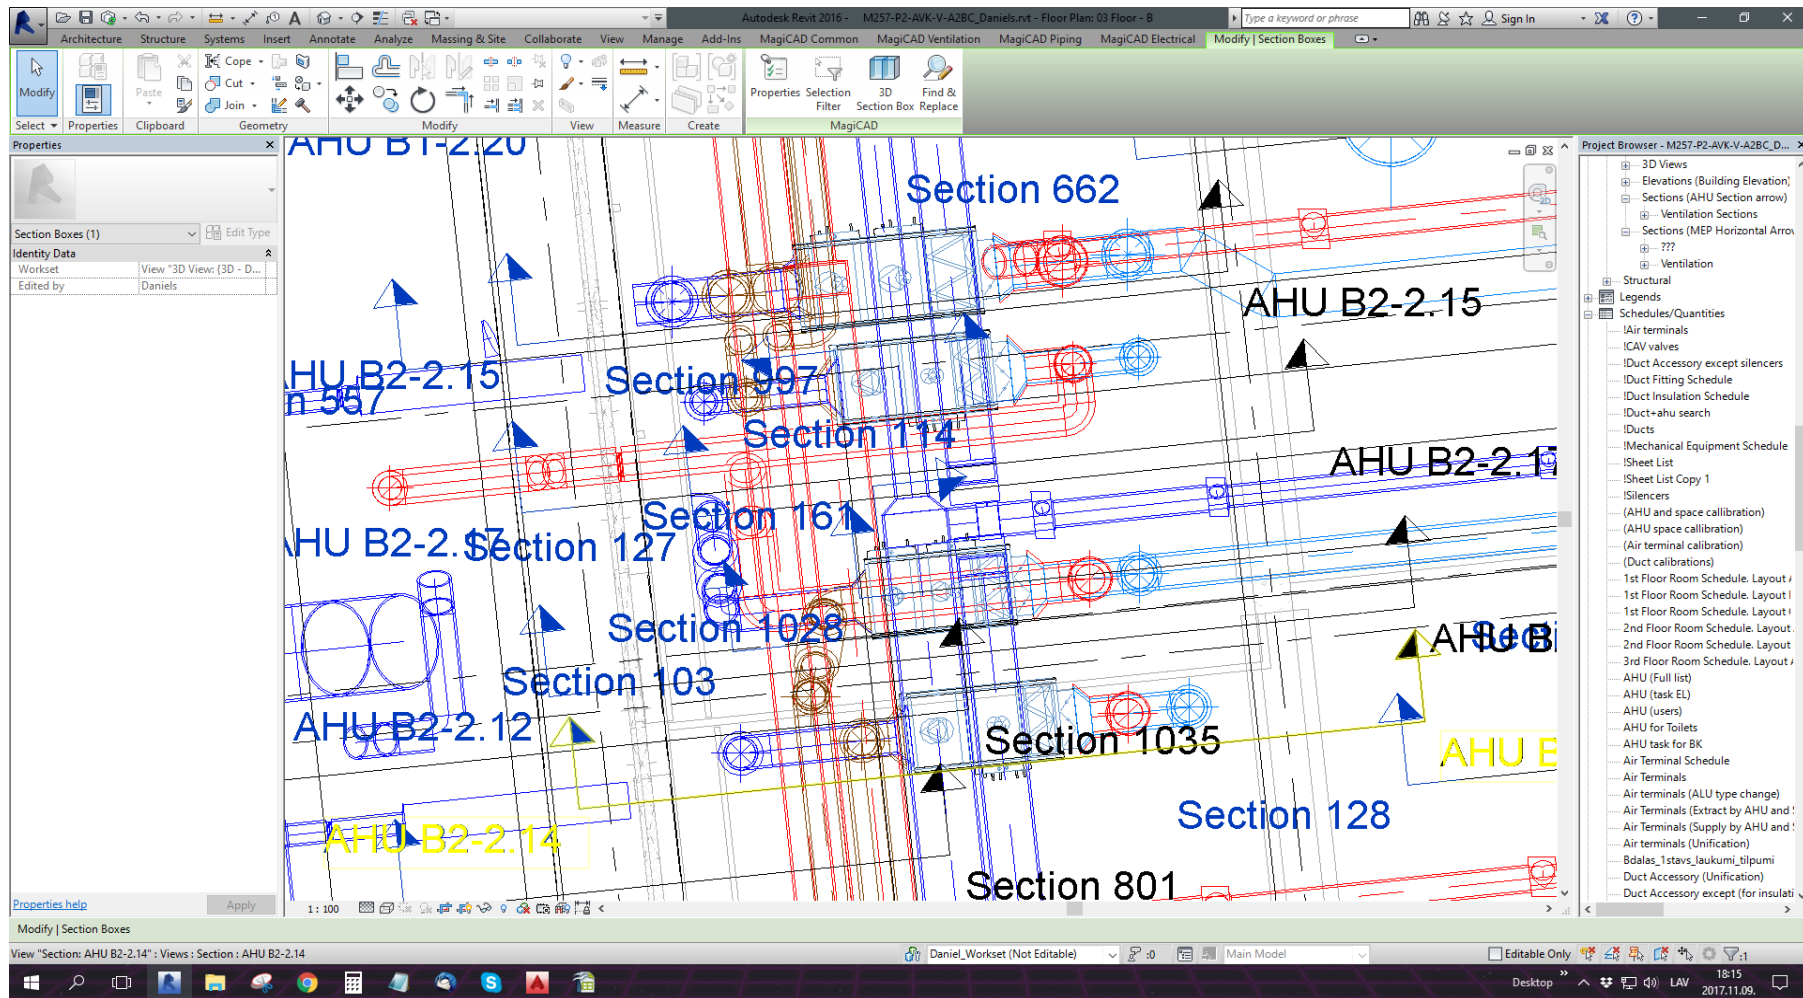 Autodesk Revit 2016 - M257-P2-AVK-V-A2BC_Daniels.rvt - Floor Plan: 03 Floor - B
Type a keyword or phrase
Sign In
Architecture Structure Systems Insert Annotate Analyze Massing & Site Collaborate View Manage Add-Ins MagiCAD Common MagiCAD Ventilation MagiCAD Piping MagiCAD Electrical Modify | Section Boxes
Modify
Paste
Cope
Cut
Join
Properties Selection Filter 3D Section Box Find & Replace
Select Properties Clipboard Geometry Modify View Measure Create MagiCAD
Properties
Section Boxes (1)
Edit Type
Identity Data
Workset View "3D View: (3D - D...
Edited by Daniels
Properties help
Apply
AHU B1-2.20
Section 662
AHU B2-2.15
HU B2-2.15
n 557
Section 997
Section 114
AHU B2-2.17
Section 161
HU B2-2.17
Section 127
Section 1028
AHU B
Secti
Section 103
AHU B2-2.12
Section 1035
AHU B
Section 128
AHU B2-2.14
Section 801
1 : 100
Project Browser - M257-P2-AVK-V-A2BC_D...
3D Views
Elevations (Building Elevation)
Sections (AHU Section arrow)
Ventilation Sections
Sections (MEP Horizontal Arrow
???
Ventilation
Structural
Legends
Schedules/Quantities
!Air terminals
!CAV valves
!Duct Accessory except silencers
!Duct Fitting Schedule
!Duct Insulation Schedule
!Duct+ahu search
!Ducts
!Mechanical Equipment Schedule
!Sheet List
!Sheet List Copy 1
!Silencers
(AHU and space callibration)
(AHU space callibration)
(Air terminal calibration)
(Duct calibrations)
1st Floor Room Schedule. Layout
1st Floor Room Schedule. Layout
1st Floor Room Schedule. Layout
2nd Floor Room Schedule. Layout
2nd Floor Room Schedule. Layout
3rd Floor Room Schedule. Layout
AHU (Full list)
AHU (task EL)
AHU (users)
AHU for Toilets
AHU task for BK
Air Terminal Schedule
Air Terminals
Air terminals (ALU type change)
Air Terminals (Extract by AHU and
Air Terminals (Supply by AHU and
Air terminals (Unification)
Bdalas_1stavs_laukumi_tilpumi
Duct Accessory (Unification)
Duct Accessory except (for insulati
Modify | Section Boxes
View "Section: AHU B2-2.14" : Views : Section : AHU B2-2.14
Daniel_Workset (Not Editable)
:0
Main Model
Editable Only
:1
Desktop
LAV
18:15
2017.11.09.